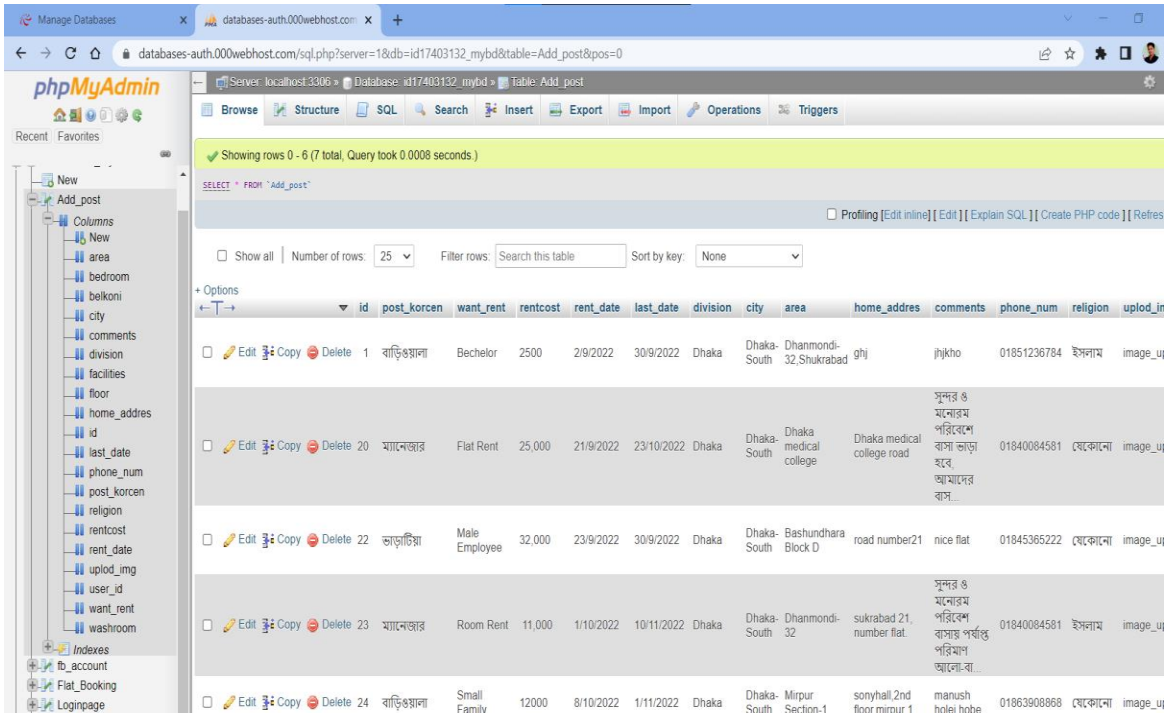 Manage Databases
databases-auth.000webhost.com
databases-auth.000webhost.com/sql.php?server=1&db=id17403132_mybd&table=Add_post&pos=0
phpMyAdmin
Recent Favorites
New
Add_post
Columns
New
area
bedroom
belkoni
city
comments
division
facilities
floor
home_addres
id
last_date
phone_num
post_korcen
religion
rentcost
rent_date
uplod_img
user_id
want_rent
washroom
Indexes
fb_account
Flat_Booking
Loginpage
Server: localhost:3306 » Database: id17403132_mybd » Table: Add_post
Browse Structure SQL Search Insert Export Import Operations Triggers
Showing rows 0 - 6 (7 total, Query took 0.0008 seconds.)
SELECT * FROM `Add_post`
Profiling [Edit inline] [ Edit ] [ Explain SQL ] [ Create PHP code ] [ Refres
Show all Number of rows: 25 Filter rows: Search this table Sort by key: None
+ Options
←T→ id post_korcen want_rent rentcost rent_date last_date division city area home_addres comments phone_num religion uplod_im
Edit Copy Delete 1 বাড়িওয়ালা Bechelor 2500 2/9/2022 30/9/2022 Dhaka Dhaka-South Dhanmondi-32,Shukrabad ghj jhjkho 01851236784 ইসলাম image_up
Edit Copy Delete 20 ম্যানেজার Flat Rent 25,000 21/9/2022 23/10/2022 Dhaka Dhaka-South Dhaka medical college Dhaka medical college road সুন্দর ও মনোরম পরিবেশে বাসা ভাড়া হবে, আমাদের বাস... 01840084581 যেকোনো image_up
Edit Copy Delete 22 ভাড়াটিয়া Male Employee 32,000 23/9/2022 30/9/2022 Dhaka Dhaka-South Bashundhara Block D road number21 nice flat 01845365222 যেকোনো image_up
Edit Copy Delete 23 ম্যানেজার Room Rent 11,000 1/10/2022 10/11/2022 Dhaka Dhaka-South Dhanmondi-32 sukrabad 21, number flat. সুন্দর ও মনোরম পরিবেশ বাসায় পর্যাপ্ত পরিমাণ আলো-বা... 01840084581 ইসলাম image_up
Edit Copy Delete 24 বাড়িওয়ালা Small Family 12000 8/10/2022 1/11/2022 Dhaka Dhaka-South Mirpur Section-1 sonyhall,2nd floor mirpur 1 manush holei hobe 01863908868 যেকোনো image_up